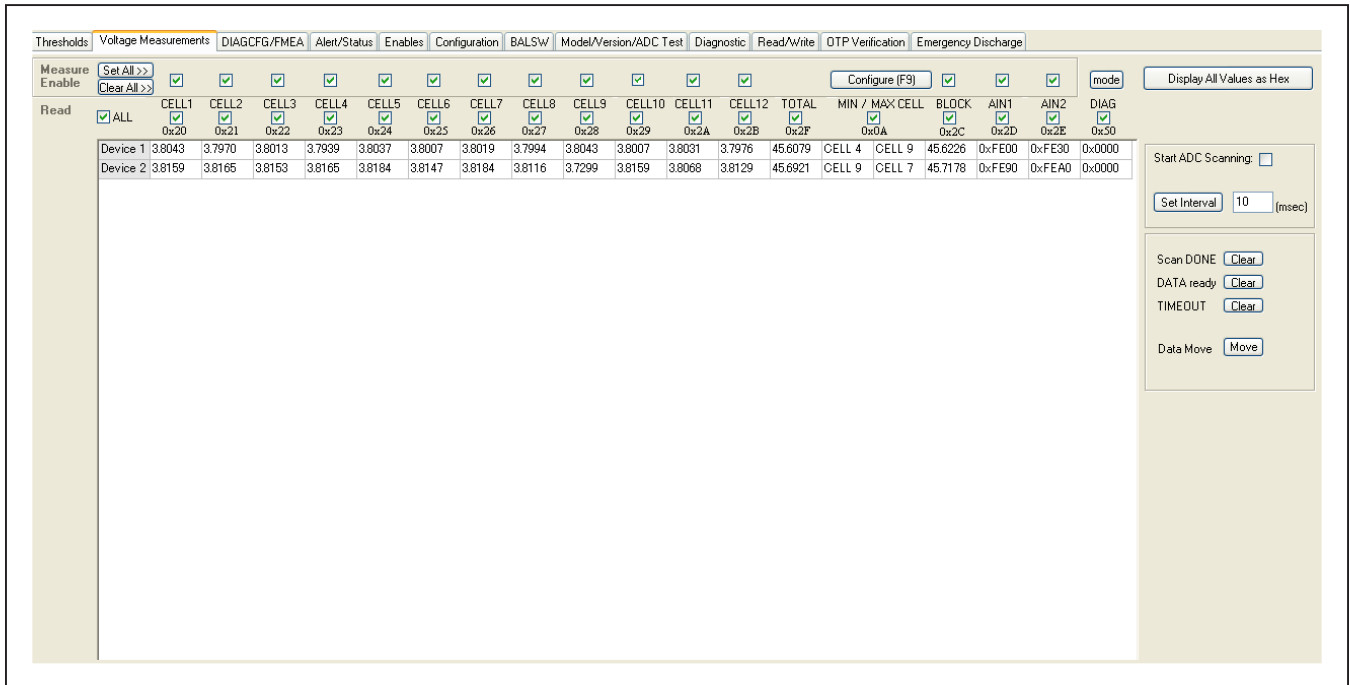 Thresholds Voltage Measurements DIAGCFG/FMEA Alert/Status Enables Configuration BALSW Model/Version/ADC Test Diagnostic Read/Write OTP Verification Emergency Discharge
Measure Enable Set All >> Clear All >> Configure (F9) mode Display All Values as Hex
Read ALL CELL1 CELL2 CELL3 CELL4 CELL5 CELL6 CELL7 CELL8 CELL9 CELL10 CELL11 CELL12 TOTAL MIN / MAX CELL BLOCK AIN1 AIN2 DIAG
0x20 0x21 0x22 0x23 0x24 0x25 0x26 0x27 0x28 0x29 0x2A 0x2B 0x2F 0x0A 0x2C 0x2D 0x2E 0x50
Device 1 3.8043 3.7970 3.8013 3.7939 3.8037 3.8007 3.8019 3.7994 3.8043 3.8007 3.8031 3.7976 45.6079 CELL 4 CELL 9 45.6226 0xFE00 0xFE30 0x0000
Device 2 3.8159 3.8165 3.8153 3.8165 3.8184 3.8147 3.8184 3.8116 3.7299 3.8159 3.8068 3.8129 45.6921 CELL 9 CELL 7 45.7178 0xFE90 0xFEA0 0x0000
Start ADC Scanning:
Set Interval 10 (msec)
Scan DONE Clear
DATA ready Clear
TIMEOUT Clear
Data Move Move